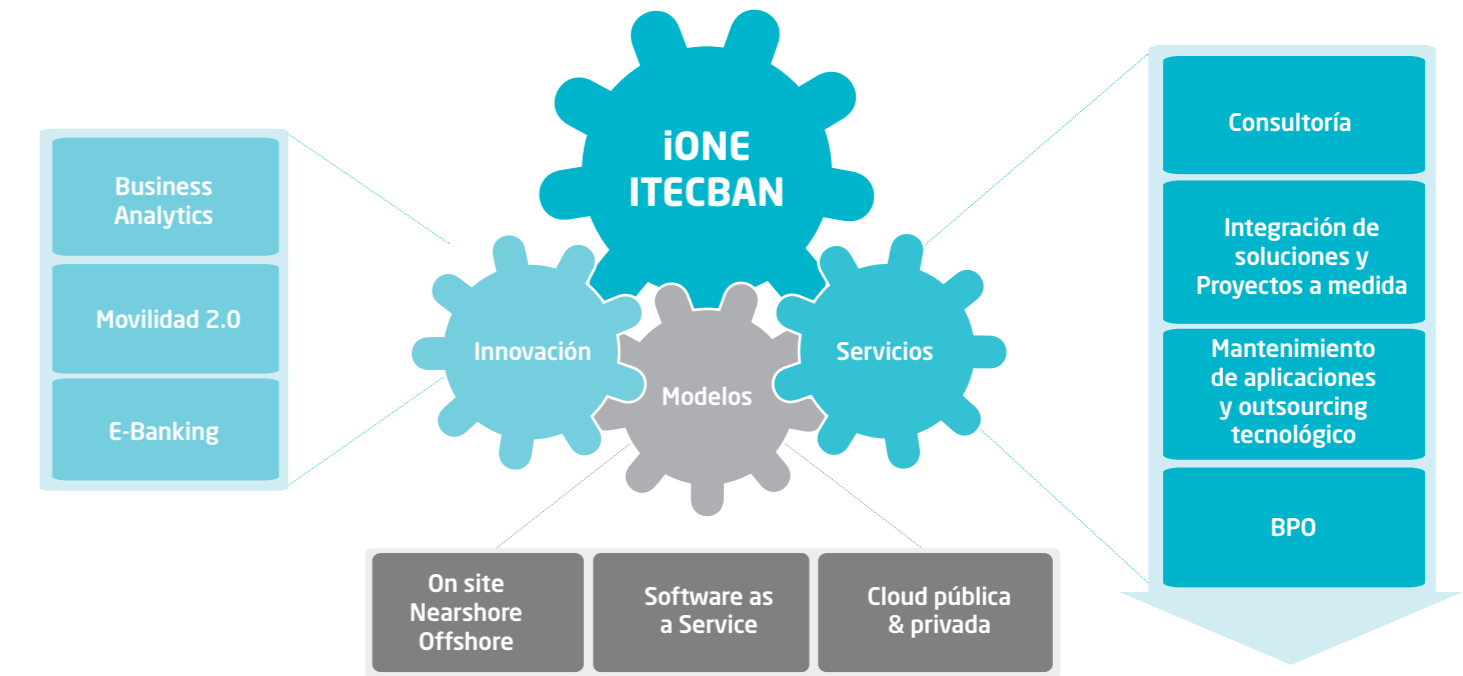 iONE
ITECBAN
Business
Analytics
Movilidad 2.0
E-Banking
Innovación
Modelos
Servicios
On site
Nearshore
Offshore
Software as
a Service
Cloud pública
& privada
Consultoría
Integración de
soluciones y
Proyectos a medida
Mantenimiento
de aplicaciones
y outsourcing
tecnológico
BPO